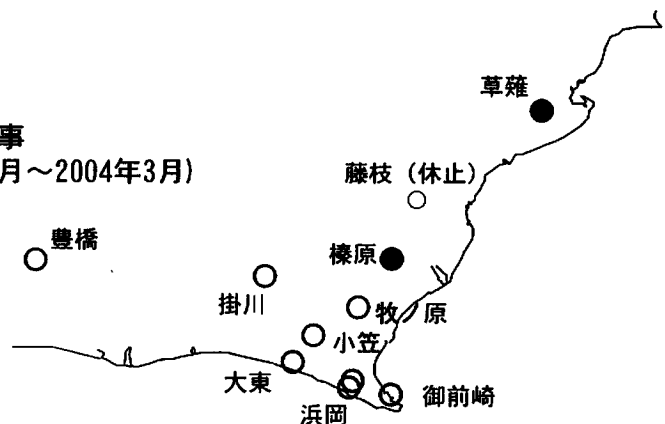 草薙
事
月～2004年3月)
藤枝（休止）
豊橋
榛原
掛川
牧ノ原
小笠
大東
浜岡
御前崎